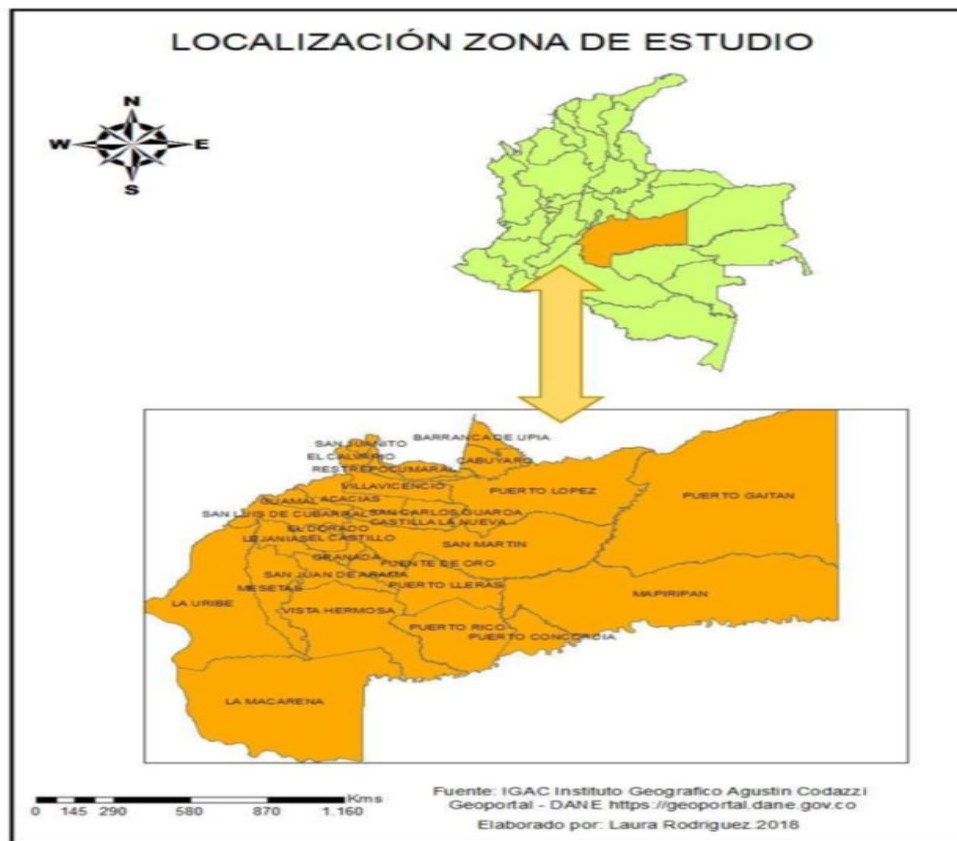 LOCALIZACIÓN ZONA DE ESTUDIO
N
W E
S
BARRANCA DE UPIA
SAN JUANITO
EL CALVARIO
CABUYARO
RESTREPO CUMARAL
VILLAVICENCIO
PUERTO LOPEZ
PUERTO GAITAN
GUAMAL ACACIAS
SAN LUIS DE CUBARRAL SAN CARLOS GUAROA
CASTILLA LA NUEVA
EL DORADO
LEJANIAS EL CASTILLO
SAN MARTIN
GRANADA
FUENTE DE ORO
SAN JUAN DE ARAMA
PUERTO LLERAS
MESETAS
MAPIRIPAN
LA URIBE
VISTA HERMOSA
PUERTO RICO
PUERTO CONCORDIA
LA MACARENA
Kms
0 145 290 580 870 1.160
Fuente: IGAC Instituto Geografico Agustin Codazzi
Geoportal - DANE https://geoportal.dane.gov.co
Elaborado por: Laura Rodriguez.2018